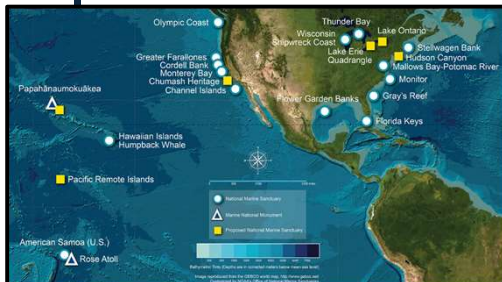 Olympic Coast
Thunder Bay
Wisconsin
Shipwreck Coast
Lake Ontario
Lake Erie
Quadrangle
Stellwagen Bank
Hudson Canyon
Mallows Bay-Potomac River
Monitor
Gray's Reef
Florida Keys
Flower Garden Banks
Greater Farallones
Cordell Bank
Monterey Bay
Chumash Heritage
Channel Islands
Papahānaumokuākea
Hawaiian Islands
Humpback Whale
Pacific Remote Islands
American Samoa (U.S.)
Rose Atoll
National Marine Sanctuary
Marine National Monument
Proposed National Marine Sanctuary